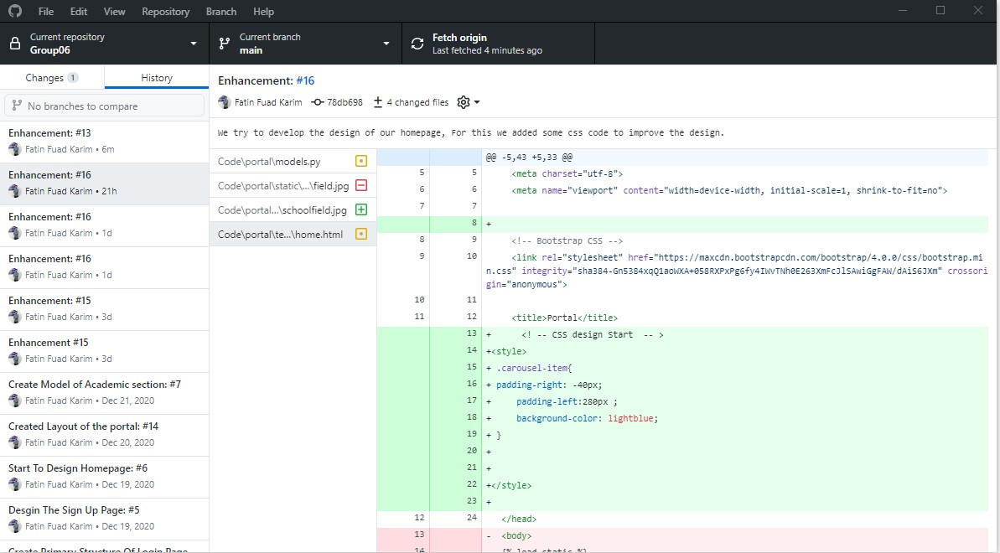 File Edit View Repository Branch Help
Current repository
Group06
Current branch
main
Fetch origin
Last fetched 4 minutes ago
Changes 1
History
No branches to compare
Enhancement: #13
Fatin Fuad Karim • 6m
Enhancement: #16
Fatin Fuad Karim • 21h
Enhancement: #16
Fatin Fuad Karim • 1d
Enhancement: #16
Fatin Fuad Karim • 1d
Enhancement: #15
Fatin Fuad Karim • 3d
Enhancement #15
Fatin Fuad Karim • 3d
Create Model of Academic section: #7
Fatin Fuad Karim • Dec 21, 2020
Created Layout of the portal: #14
Fatin Fuad Karim • Dec 20, 2020
Start To Design Homepage: #6
Fatin Fuad Karim • Dec 19, 2020
Desgin The Sign Up Page: #5
Fatin Fuad Karim • Dec 19, 2020
Create Primary Structure Of Login Page
Enhancement: #16
Fatin Fuad Karim 78db698 4 changed files
We try to develop the design of our homepage, For this we added some css code to improve the design.
Code\portal\models.py
Code\portal\static\...\field.jpg
Code\portal...\schoolfield.jpg
Code\portal\te...\home.html
@@ -5,43 +5,33 @@
5 5 <meta charset="utf-8">
6 6 <meta name="viewport" content="width=device-width, initial-scale=1, shrink-to-fit=no">
7 7
8 +
8 9 <!-- Bootstrap CSS -->
9 10 <link rel="stylesheet" href="https://maxcdn.bootstrapcdn.com/bootstrap/4.0.0/css/bootstrap.mi
n.css" integrity="sha384-Gn5384xqQ1aoWXA+058RXPxPg6fy4IWvTNh0E263XmFcJlSAwiGgFAW/dAiS6JXm" crossori
gin="anonymous">
10 11
11 12 <title>Portal</title>
13 + <! -- CSS design Start -- >
14 +<style>
15 + .carousel-item{
16 + padding-right: -40px;
17 + padding-left:280px ;
18 + background-color: lightblue;
19 + }
20 +
21 +
22 +</style>
23 +
12 24 </head>
13 - <body>
14 {% load static %}